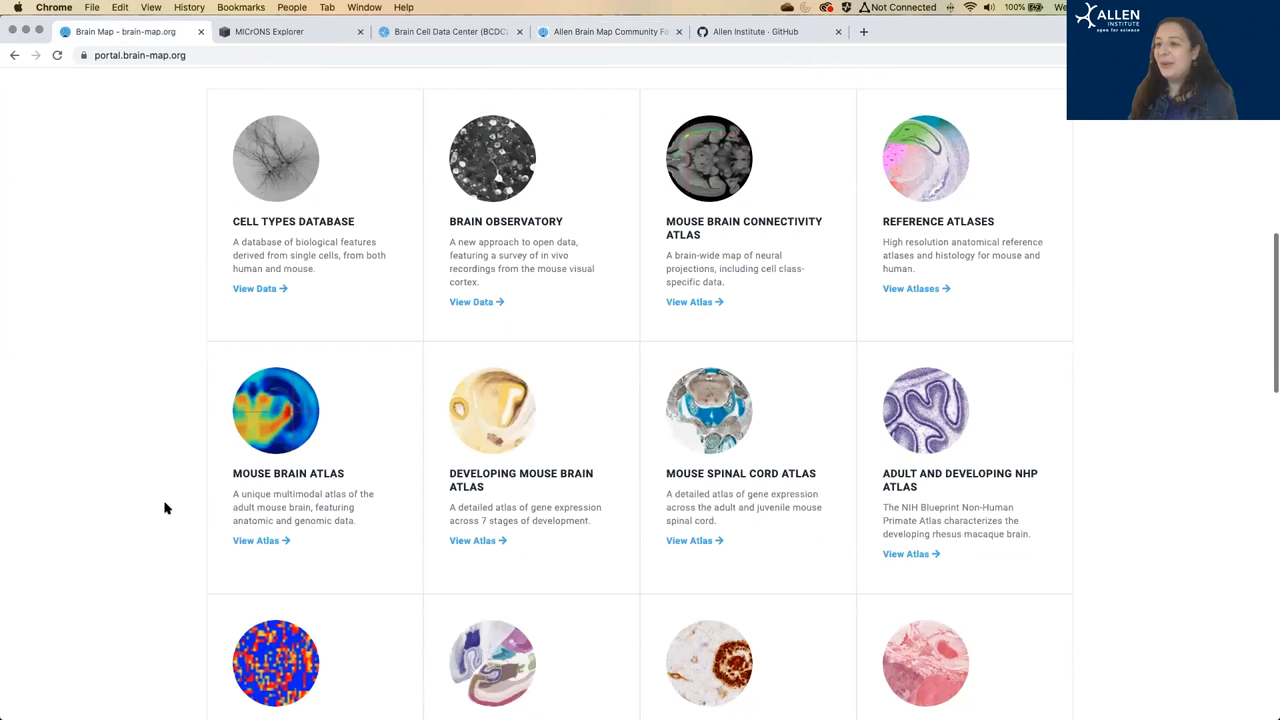 Chrome File Edit View History Bookmarks People Tab Window Help
Not Connected 100% We
Brain Map - brain-map.org
MICrONS Explorer
Brain Cell Data Center (BCDC)
Allen Brain Map Community Fo
Allen Institute · GitHub
portal.brain-map.org
ALLEN
INSTITUTE
open for science
CELL TYPES DATABASE
A database of biological features
derived from single cells, from both
human and mouse.
View Data →
BRAIN OBSERVATORY
A new approach to open data,
featuring a survey of in vivo
recordings from the mouse visual
cortex.
View Data →
MOUSE BRAIN CONNECTIVITY
ATLAS
A brain-wide map of neural
projections, including cell class-
specific data.
View Atlas →
REFERENCE ATLASES
High resolution anatomical reference
atlases and histology for mouse and
human.
View Atlases →
MOUSE BRAIN ATLAS
A unique multimodal atlas of the
adult mouse brain, featuring
anatomic and genomic data.
View Atlas →
DEVELOPING MOUSE BRAIN
ATLAS
A detailed atlas of gene expression
across 7 stages of development.
View Atlas →
MOUSE SPINAL CORD ATLAS
A detailed atlas of gene expression
across the adult and juvenile mouse
spinal cord.
View Atlas →
ADULT AND DEVELOPING NHP
ATLAS
The NIH Blueprint Non-Human
Primate Atlas characterizes the
developing rhesus macaque brain.
View Atlas →